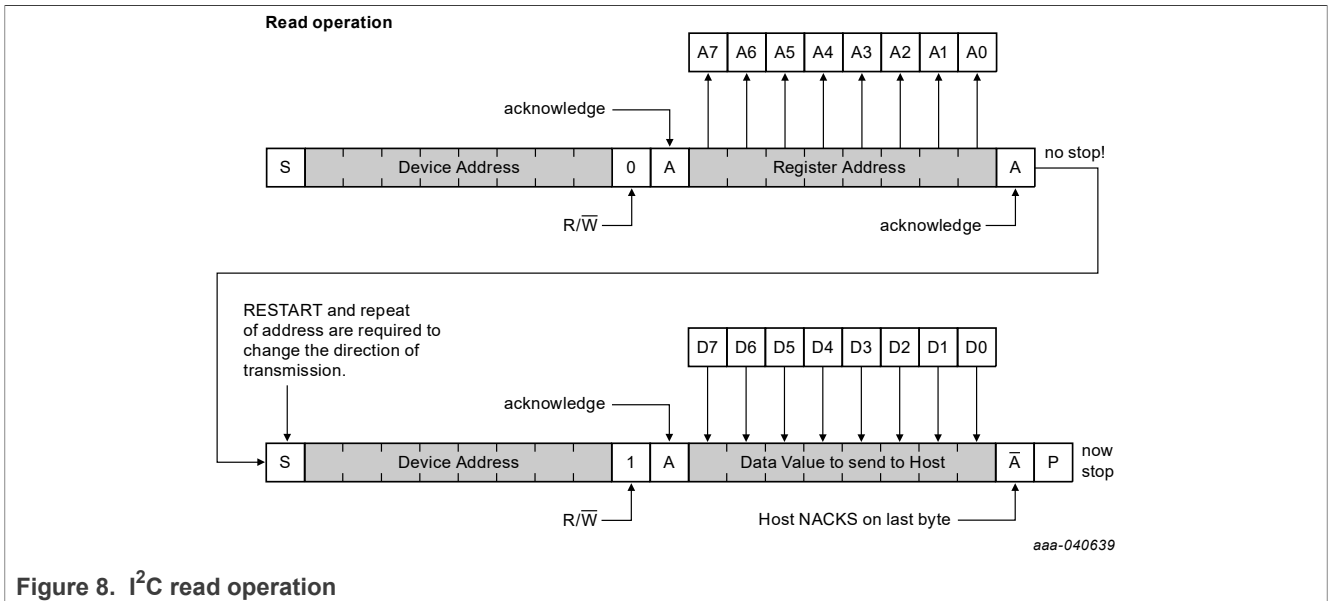 Read operation
A7 A6 A5 A4 A3 A2 A1 A0
acknowledge
S Device Address 0 A Register Address A no stop!
R/W̅ acknowledge
RESTART and repeat
of address are required to
change the direction of
transmission.
D7 D6 D5 D4 D3 D2 D1 D0
acknowledge
S Device Address 1 A Data Value to send to Host A̅ P now
stop
R/W̅ Host NACKS on last byte
aaa-040639
Figure 8. I²C read operation